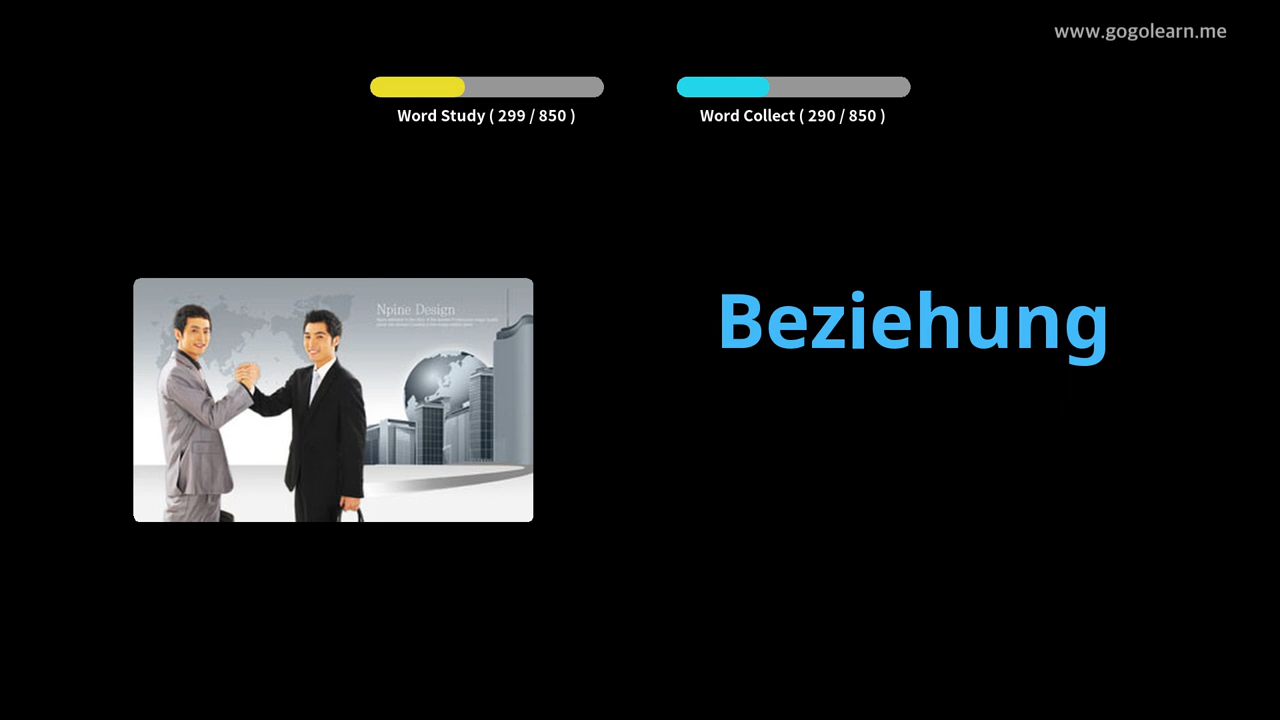 www.gogolearn.me
Word Study ( 299 / 850 )
Word Collect ( 290 / 850 )
Npine Design
Beziehung